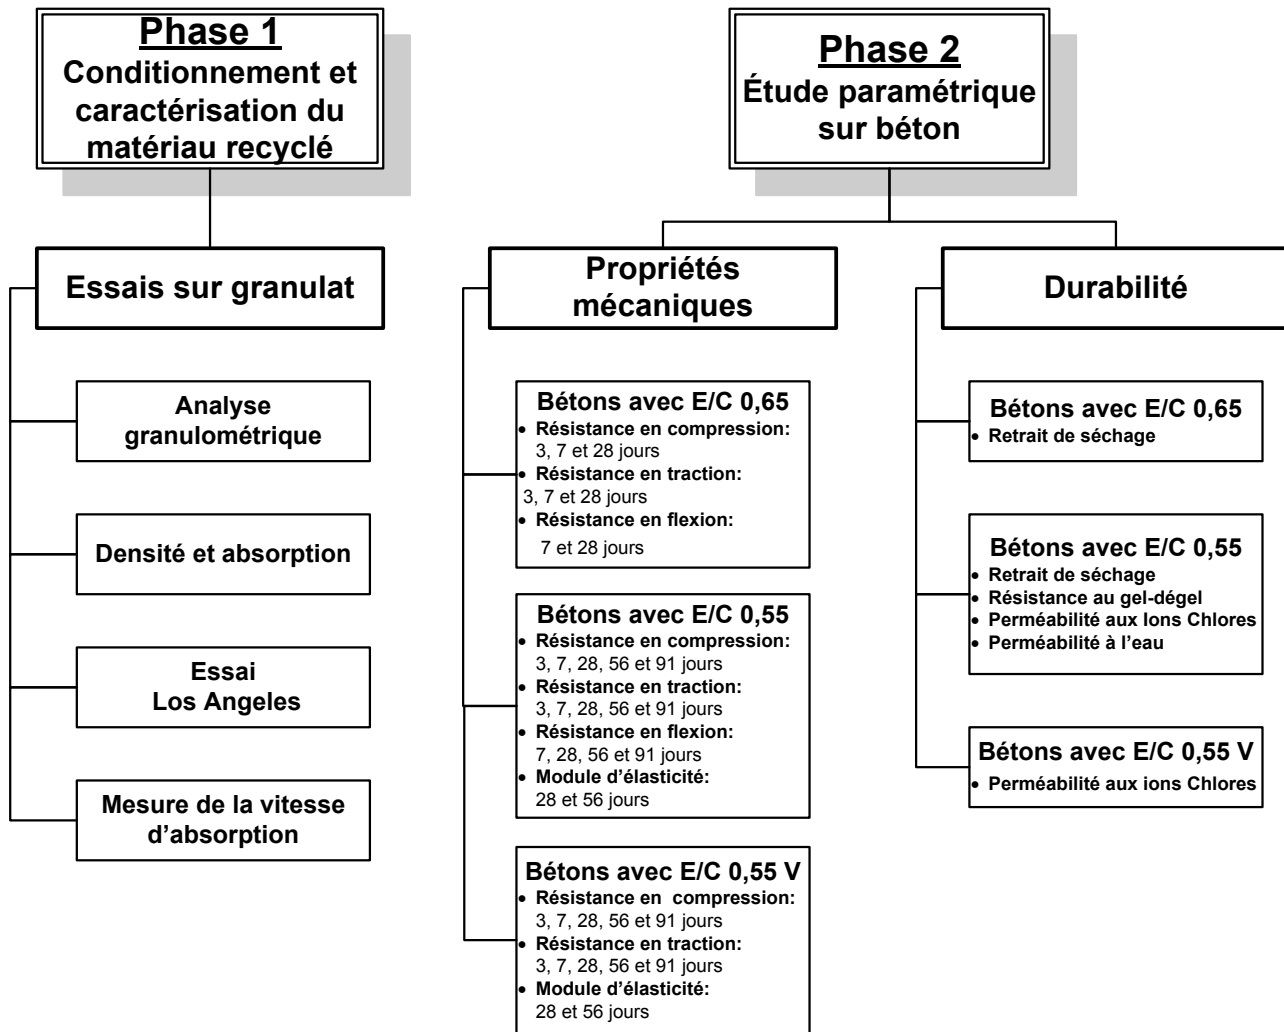 Phase 1
Conditionnement et
caractérisation du
matèriau recyclé
Essais sur granulat
Analyse
granulométrique
Densité et absorption
Essai
Los Angeles
Mesure de la vitesse
d'absorption
Phase 2
Étude paramétrique
sur béton
Propriétés
mécaniques
Bétons avec E/C 0,65
• Résistance en compression:
3, 7 et 28 jours
• Résistance en traction:
3, 7 et 28 jours
• Résistance en flexion:
7 et 28 jours
Bétons avec E/C 0,55
• Résistance en compression:
3, 7, 28, 56 et 91 jours
• Résistance en traction:
3, 7, 28, 56 et 91 jours
• Résistance en flexion:
7, 28, 56 et 91 jours
• Module d'élasticité:
28 et 56 jours
Bétons avec E/C 0,55 V
• Résistance en compression:
3, 7, 28, 56 et 91 jours
• Résistance en traction:
3, 7, 28, 56 et 91 jours
• Module d'élasticité:
28 et 56 jours
Durabilité
Bétons avec E/C 0,65
• Retrait de séchage
Bétons avec E/C 0,55
• Retrait de séchage
• Résistance au gel-dégel
• Perméabilité aux Ions Chlores
• Perméabilité à l'eau
Bétons avec E/C 0,55 V
• Perméabilité aux ions Chlores